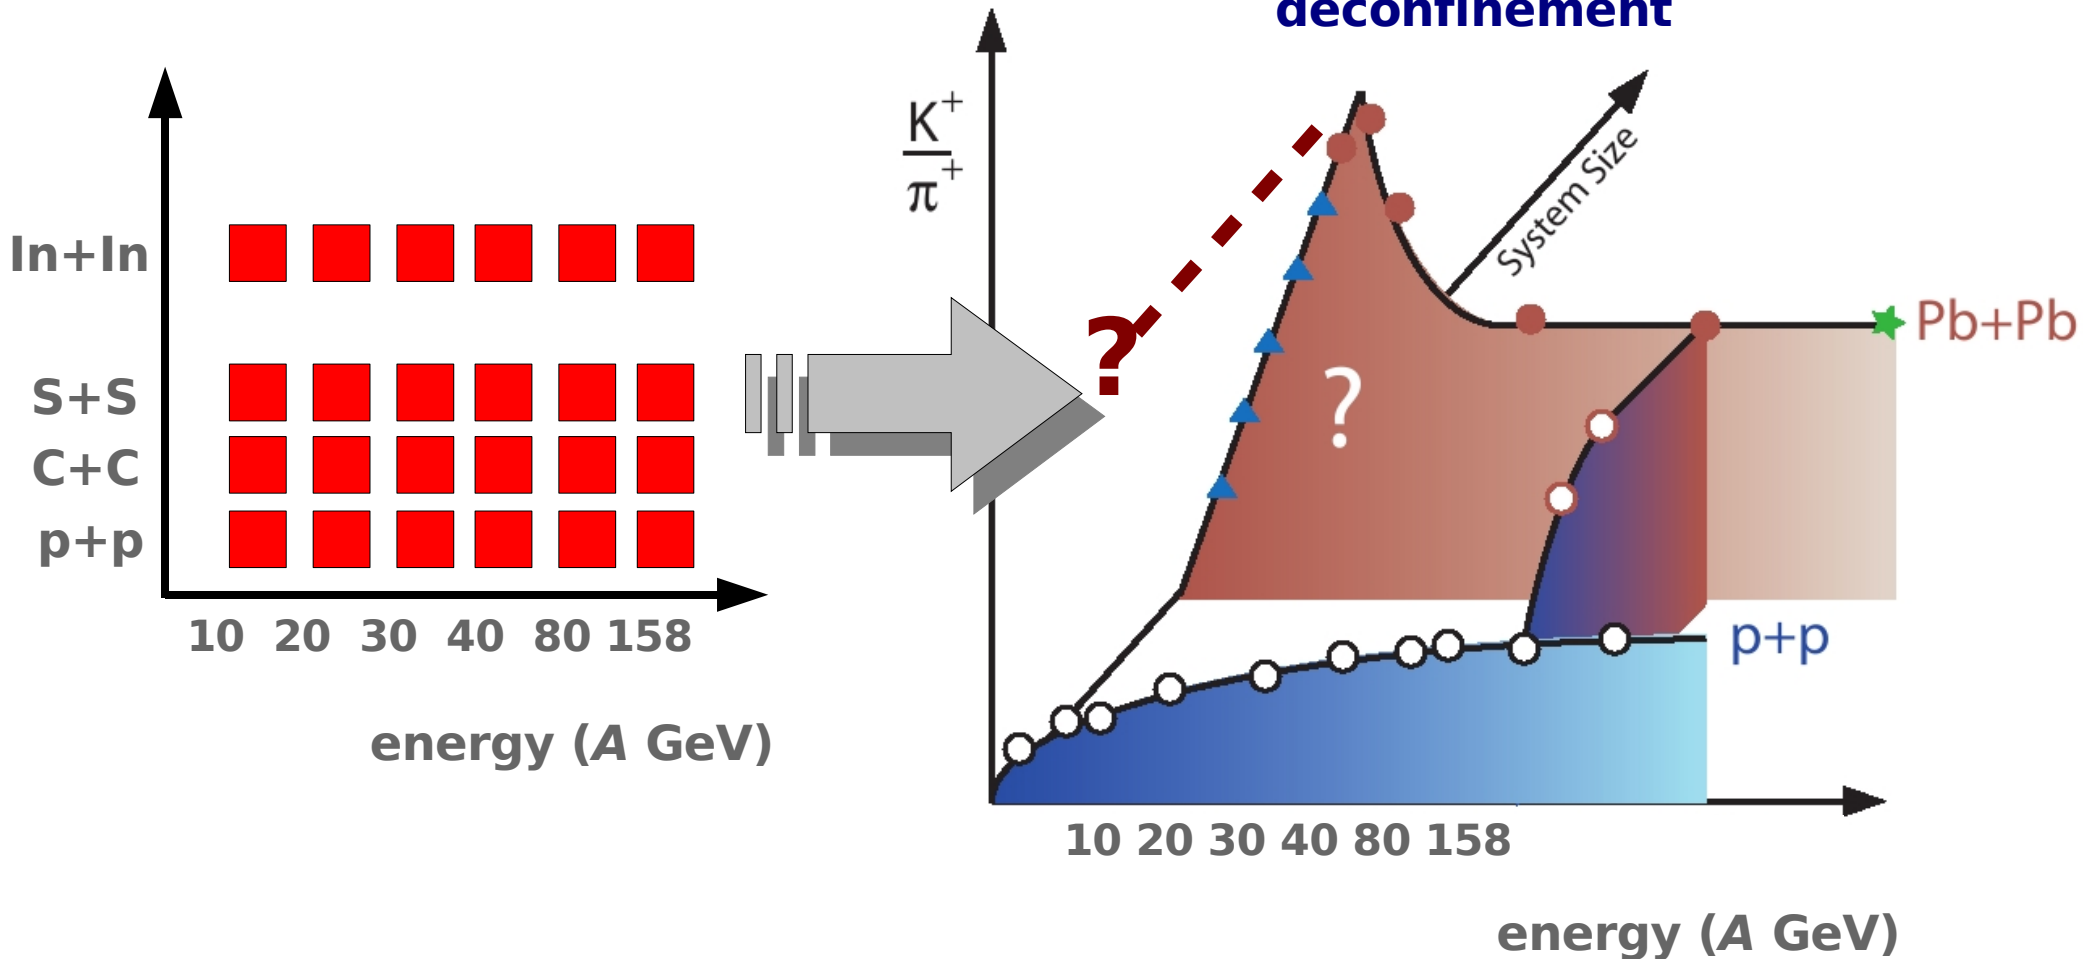 deconfinement
K+
π+
System Size
In+In
S+S
C+C
p+p
10 20 30 40 80 158
energy (A GeV)
?
?
Pb+Pb
p+p
10 20 30 40 80 158
energy (A GeV)